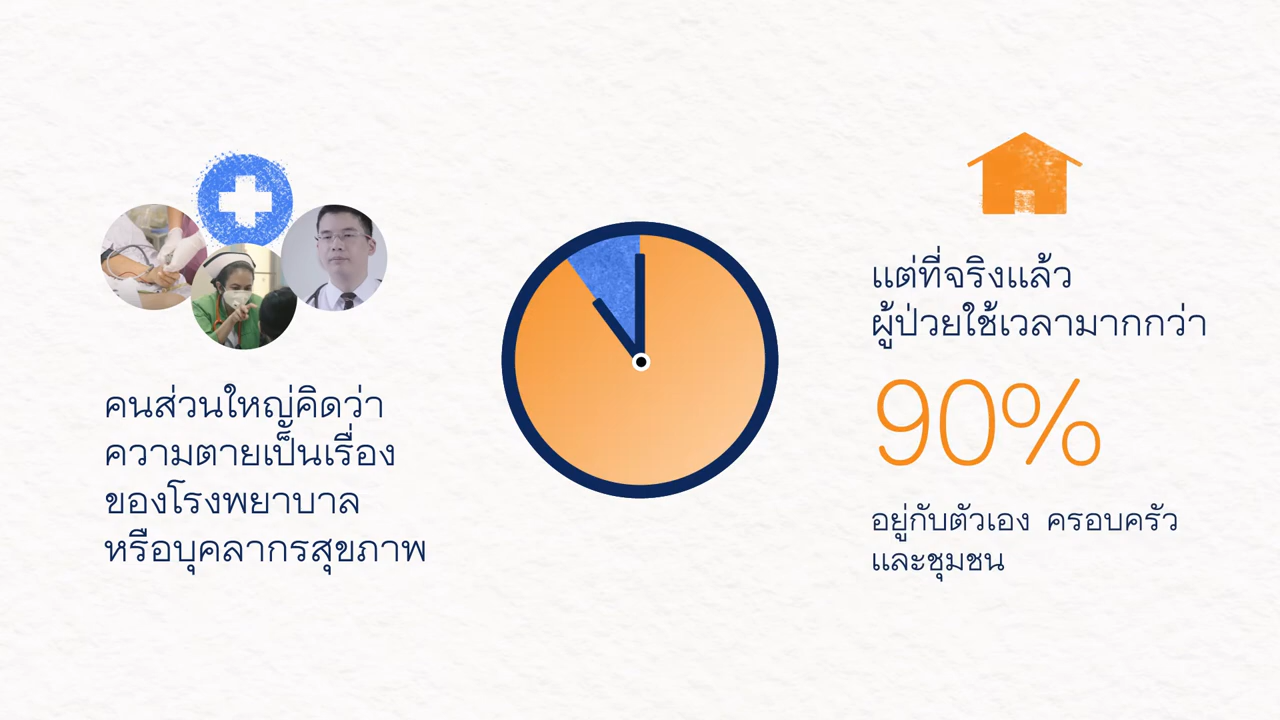 คนส่วนใหญ่คิดว่า
ความตายเป็นเรื่อง
ของโรงพยาบาล
หรือบุคลากรสุขภาพ
แต่ที่จริงแล้ว
ผู้ป่วยใช้เวลามากกว่า
90%
อยู่กับตัวเอง ครอบครัว
และชุมชน